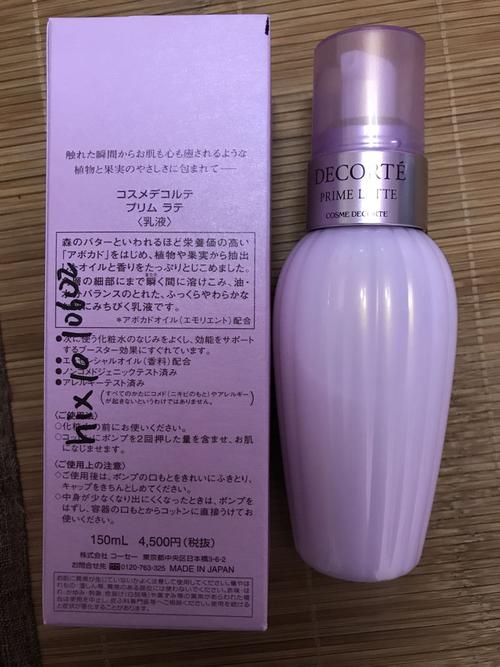 触れた瞬間からお肌も心も癒されるような
植物と果実のやさしさに包まれて——
コスメデコルテ
プリム ラテ
〈乳液〉
森のバターといわれるほど栄養価の高い
「アボカド」をはじめ、植物や果実から抽出
オイルと香りをたっぷりとじこめました。
の細部にまで瞬く間に溶けこみ、油・
バランスのとれた、ふっくらやわらかな
にみちびく乳液です。
*アボカドオイル(エモリエント)配合
次に使う化粧水のなじみをよくし、効能をサポート
するブースター効果にすぐれています。
シャルオイル(香料)配合
ノンコメドジェニックテスト済み
アレルギーテスト済み
(すべてのかたにコメド(ニキビのもと)やアレルギー
が起きないというわけではありません。)
〈ご使用法〉
◇化粧水の前にお使いください。
◇コットンにポンプを2回押した量を含ませ、お肌
になじませます。
〈ご使用上の注意〉
◇ご使用後は、ポンプの口もとをきれいにふきとり、
キャップをきちんとしめてください。
◇中身が少なくなり出にくくなったときは、ポンプを
はずし、容器の口もとからコットンに直接うけてお
使いください。
150mL 4,500円(税抜)
株式会社 コーセー 東京都中央区日本橋3-6-2
お問合せ先 0120-763-325 MADE IN JAPAN
DECORTÉ
PRIME LATTE
COSME DECORTE